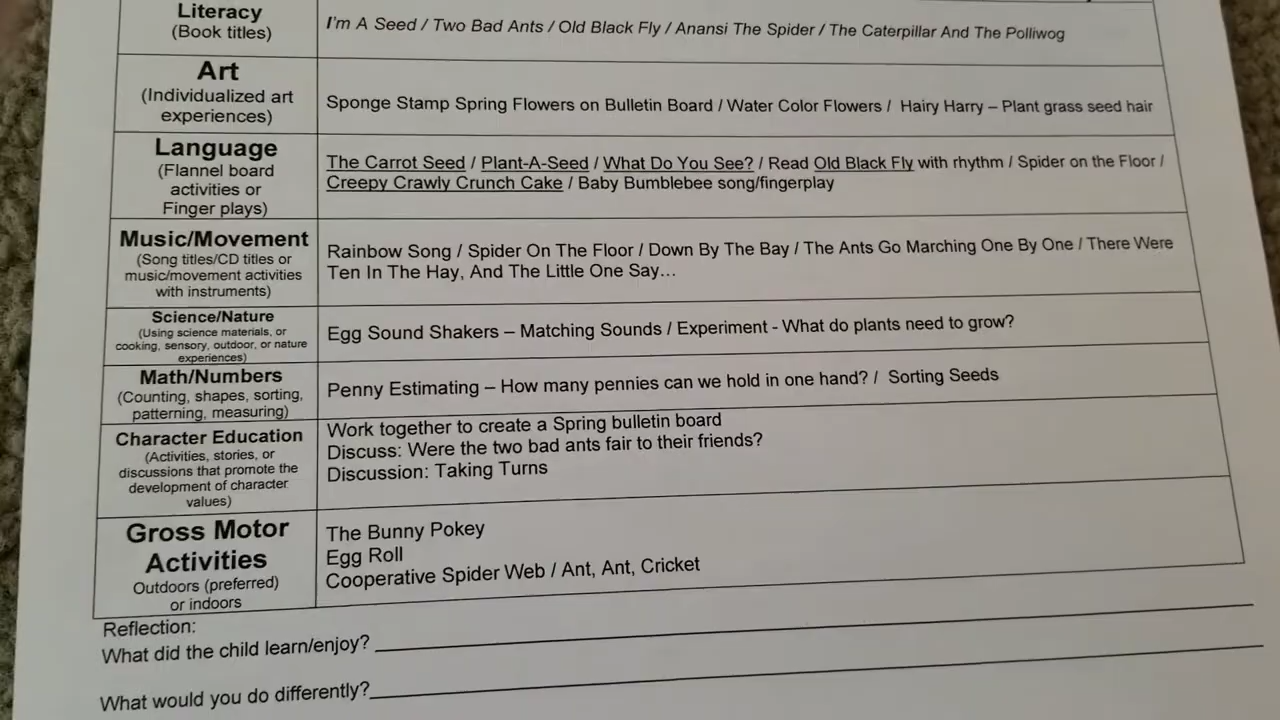 Literacy
(Book titles)
I'm A Seed / Two Bad Ants / Old Black Fly / Anansi The Spider / The Caterpillar And The Polliwog
Art
(Individualized art
experiences)
Sponge Stamp Spring Flowers on Bulletin Board / Water Color Flowers / Hairy Harry – Plant grass seed hair
Language
(Flannel board
activities or
Finger plays)
The Carrot Seed / Plant-A-Seed / What Do You See? / Read Old Black Fly with rhythm / Spider on the Floor /
Creepy Crawly Crunch Cake / Baby Bumblebee song/fingerplay
Music/Movement
(Song titles/CD titles or
music/movement activities
with instruments)
Rainbow Song / Spider On The Floor / Down By The Bay / The Ants Go Marching One By One / There Were
Ten In The Hay, And The Little One Say…
Science/Nature
(Using science materials, or
cooking, sensory, outdoor, or nature
experiences)
Egg Sound Shakers – Matching Sounds / Experiment - What do plants need to grow?
Math/Numbers
(Counting, shapes, sorting,
patterning, measuring)
Penny Estimating – How many pennies can we hold in one hand? / Sorting Seeds
Character Education
(Activities, stories, or
discussions that promote the
development of character
values)
Work together to create a Spring bulletin board
Discuss: Were the two bad ants fair to their friends?
Discussion: Taking Turns
Gross Motor
Activities
Outdoors (preferred)
or indoors
The Bunny Pokey
Egg Roll
Cooperative Spider Web / Ant, Ant, Cricket
Reflection:
What did the child learn/enjoy?
What would you do differently?